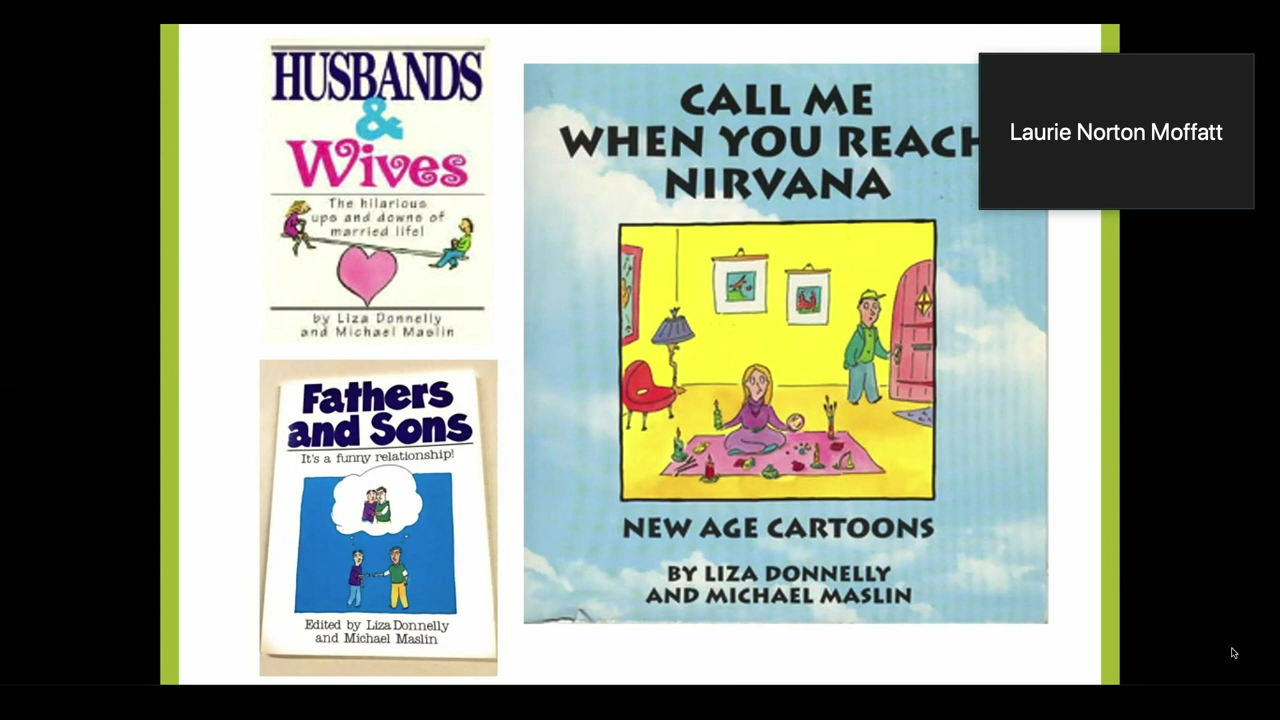 HUSBANDS
&
Wives
The hilarious
ups and downs of
married life!
by Liza Donnelly
and Michael Maslin
Fathers
and Sons
It's a funny relationship!
Edited by Liza Donnelly
and Michael Maslin
CALL ME
WHEN YOU REACH
NIRVANA
NEW AGE CARTOONS
BY LIZA DONNELLY
AND MICHAEL MASLIN
Laurie Norton Moffatt